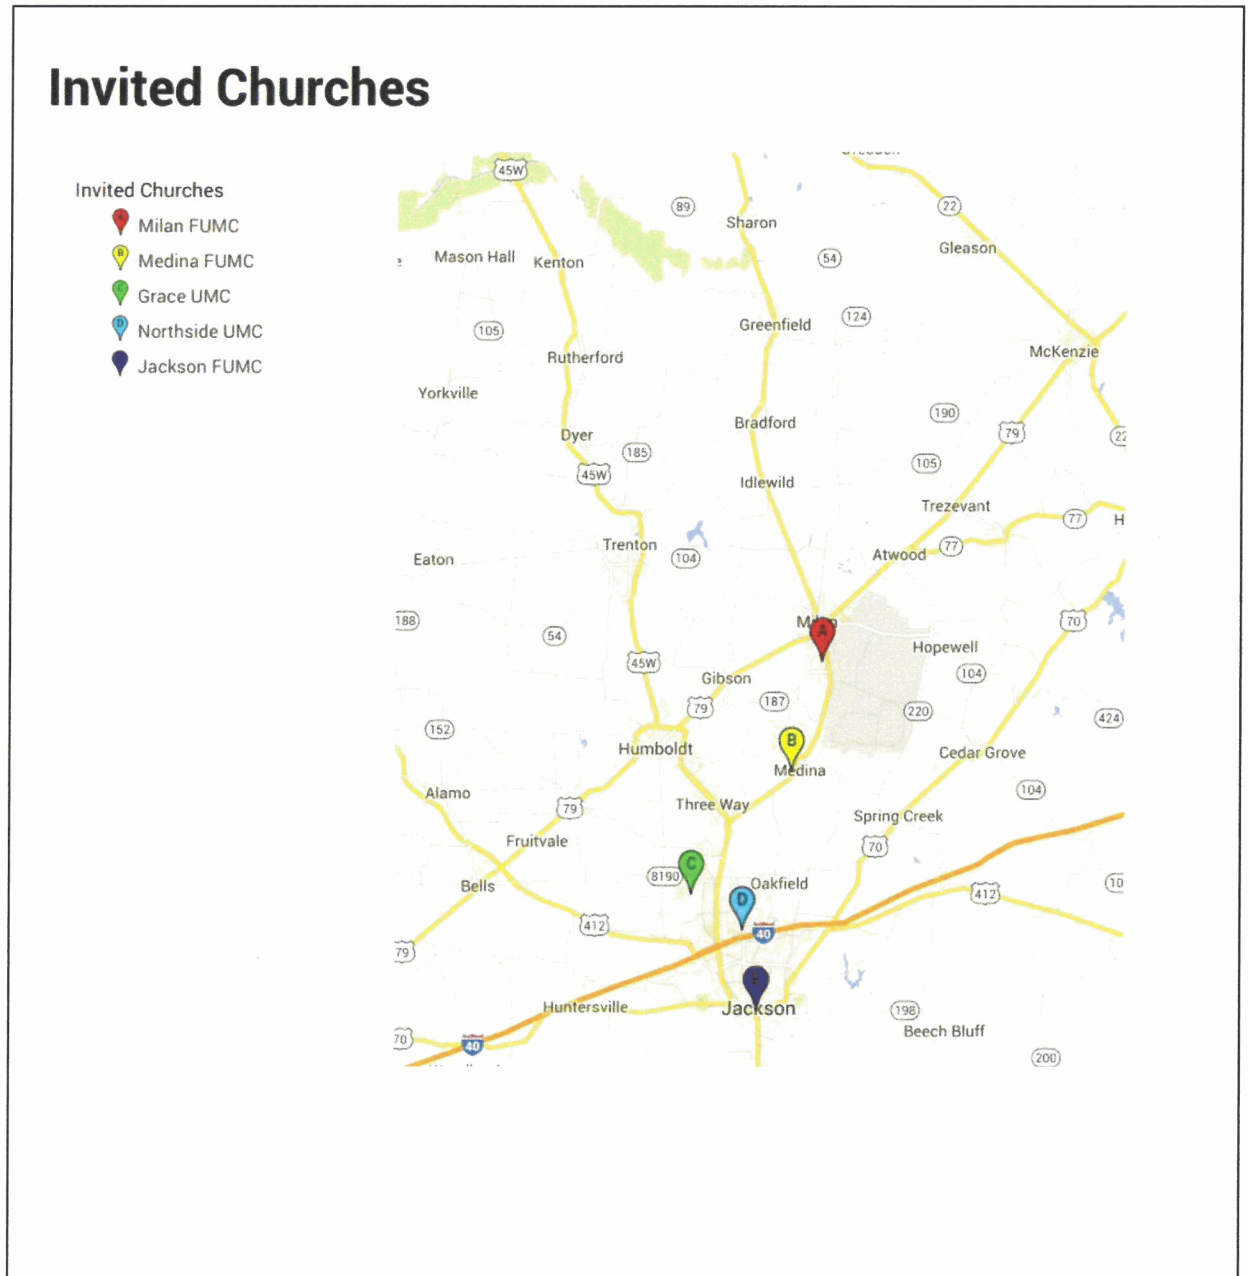 Invited Churches
Invited Churches
A Milan FUMC
B Medina FUMC
C Grace UMC
D Northside UMC
Jackson FUMC
45W
89
Sharon
22
Gleason
Mason Hall
Kenton
54
105
Greenfield
124
Rutherford
McKenzie
Yorkville
190
Bradford
79
22
Dyer
185
105
45W
Idlewild
Trezevant
77
H
Trenton
104
Atwood
77
Eaton
188
54
Milan
A
70
45W
Hopewell
Gibson
104
187
79
220
424
152
B
Humboldt
Cedar Grove
Medina
Alamo
79
Three Way
104
Spring Creek
Fruitvale
70
C
8190
Oakfield
Bells
D
412
10
412
40
79
Jackson
Huntersville
198
70
40
Beech Bluff
200